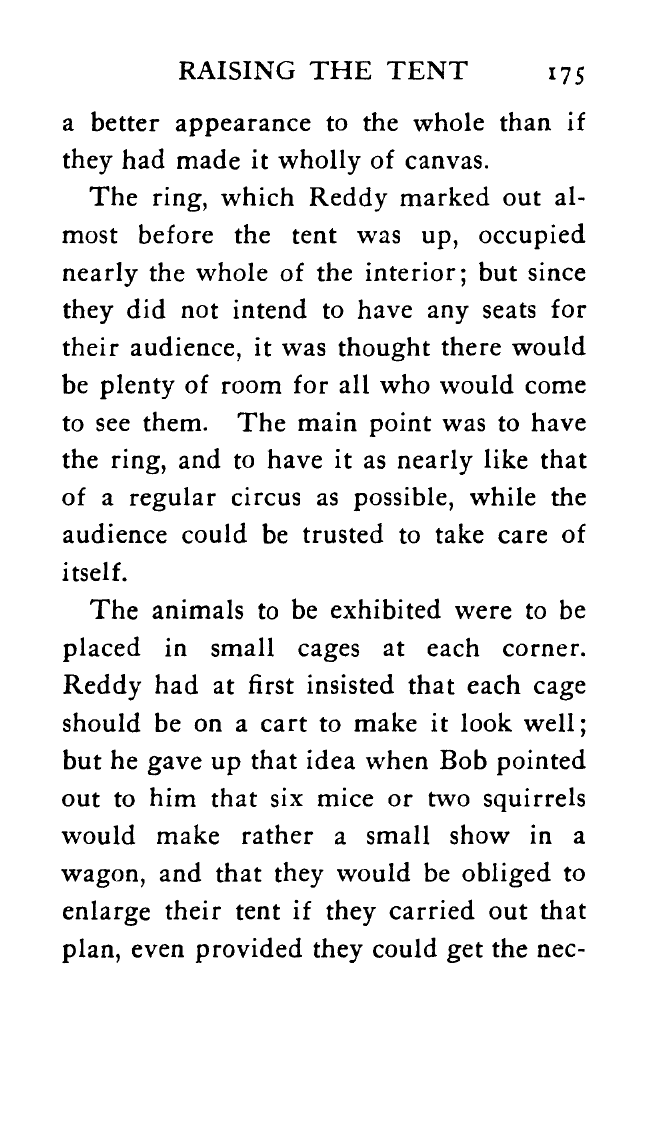 RAISING THE TENT 175
a better appearance to the whole than if
they had made it wholly of canvas.
The ring, which Reddy marked out al-
most before the tent was up, occupied
nearly the whole of the interior; but since
they did not intend to have any seats for
their audience, it was thought there would
be plenty of room for all who would come
to see them. The main point was to have
the ring, and to have it as nearly like that
of a regular circus as possible, while the
audience could be trusted to take care of
itself.
The animals to be exhibited were to be
placed in small cages at each corner.
Reddy had at first insisted that each cage
should be on a cart to make it look well;
but he gave up that idea when Bob pointed
out to him that six mice or two squirrels
would make rather a small show in a
wagon, and that they would be obliged to
enlarge their tent if they carried out that
plan, even provided they could get the nec-